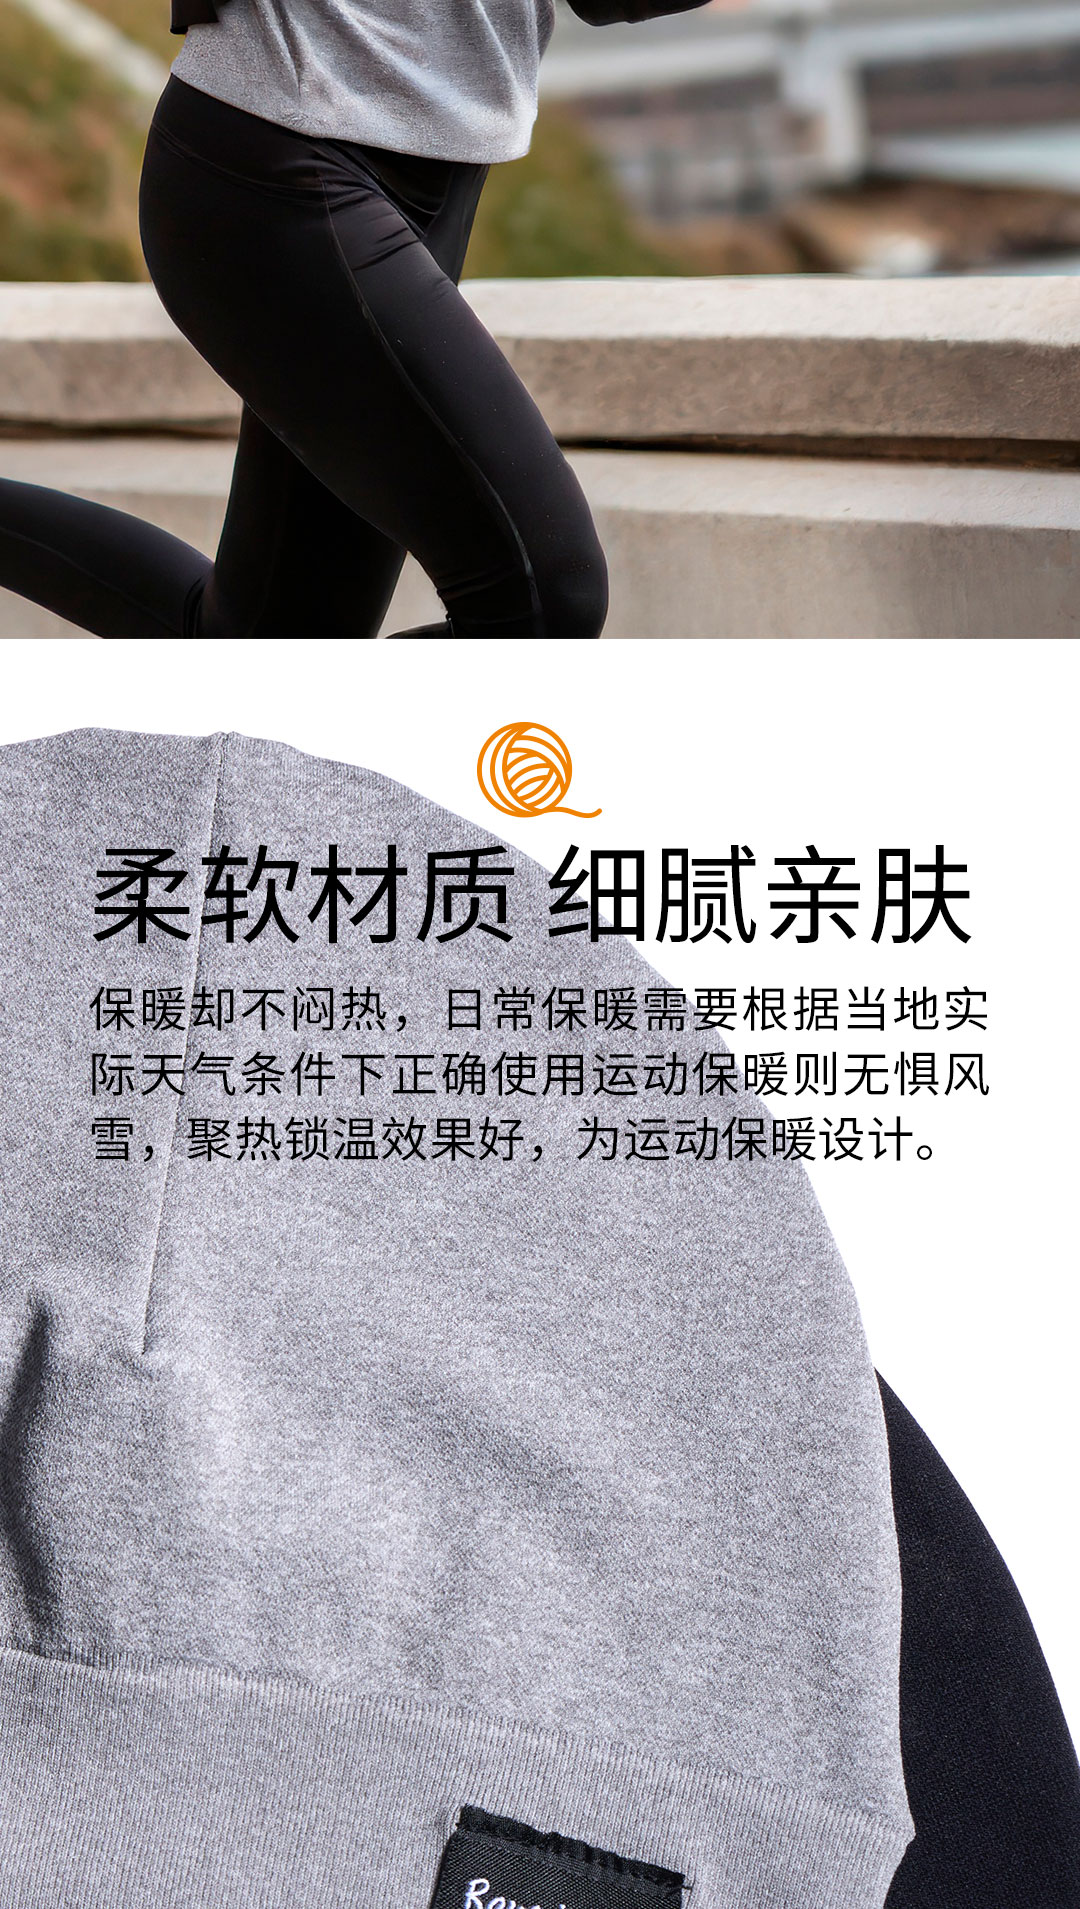 柔软材质 细腻亲肤
保暖却不闷热，日常保暖需要根据当地实
际天气条件下正确使用运动保暖则无惧风
雪，聚热锁温效果好，为运动保暖设计。